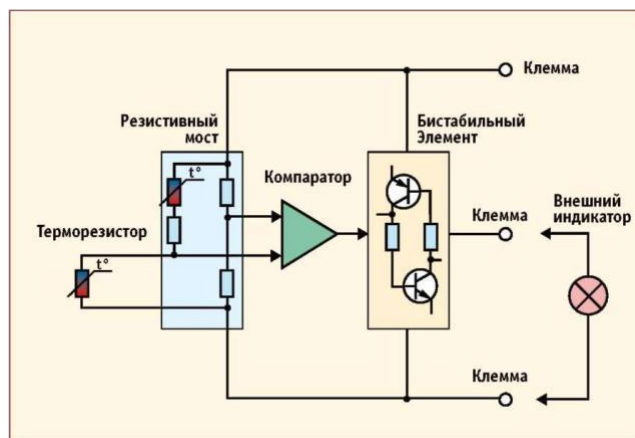 Клемма
Резистивный
мост
Бистабильный
Элемент
t°
Компаратор
Клемма
Внешний
индикатор
Терморезистор
t°
Клемма